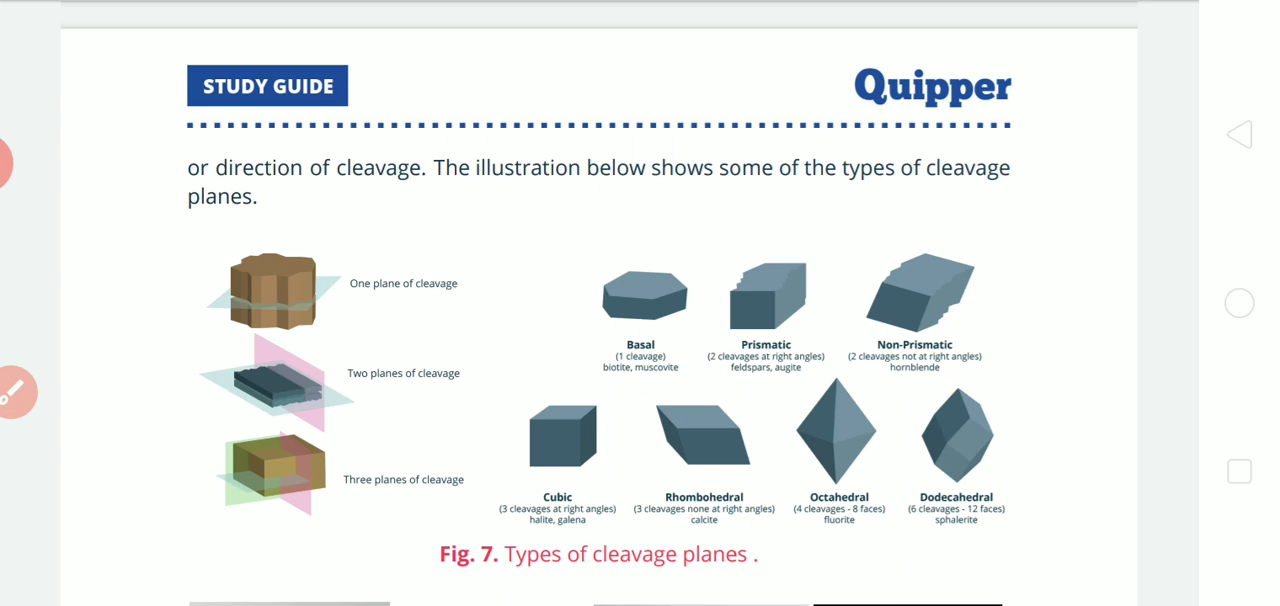 STUDY GUIDE
Quipper
or direction of cleavage. The illustration below shows some of the types of cleavage
planes.
One plane of cleavage
Two planes of cleavage
Three planes of cleavage
Basal
(1 cleavage)
biotite, muscovite
Prismatic
(2 cleavages at right angles)
feldspars, augite
Non-Prismatic
(2 cleavages not at right angles)
hornblende
Cubic
(3 cleavages at right angles)
halite, galena
Rhombohedral
(3 cleavages none at right angles)
calcite
Octahedral
(4 cleavages - 8 faces)
fluorite
Dodecahedral
(6 cleavages - 12 faces)
sphalerite
Fig. 7. Types of cleavage planes .